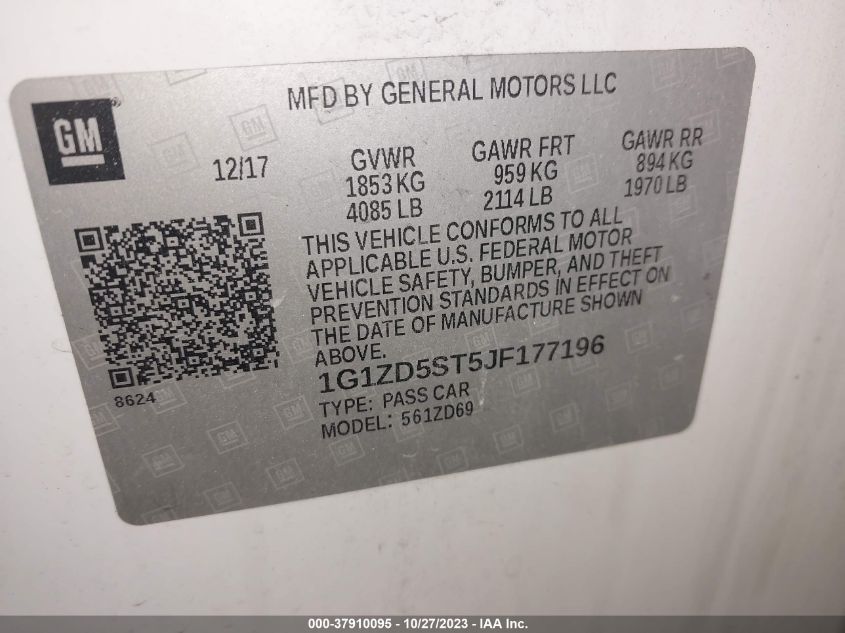 MFD BY GENERAL MOTORS LLC
GM
12/17
GVWR
1853 KG
4085 LB
GAWR FRT
959 KG
2114 LB
GAWR RR
894 KG
1970 LB
THIS VEHICLE CONFORMS TO ALL
APPLICABLE U.S. FEDERAL MOTOR
VEHICLE SAFETY, BUMPER, AND THEFT
PREVENTION STANDARDS IN EFFECT ON
THE DATE OF MANUFACTURE SHOWN
ABOVE.
1G1ZD5ST5JF177196
TYPE: PASS CAR
MODEL: 561ZD69
8624
000-37910095 - 10/27/2023 - IAA Inc.